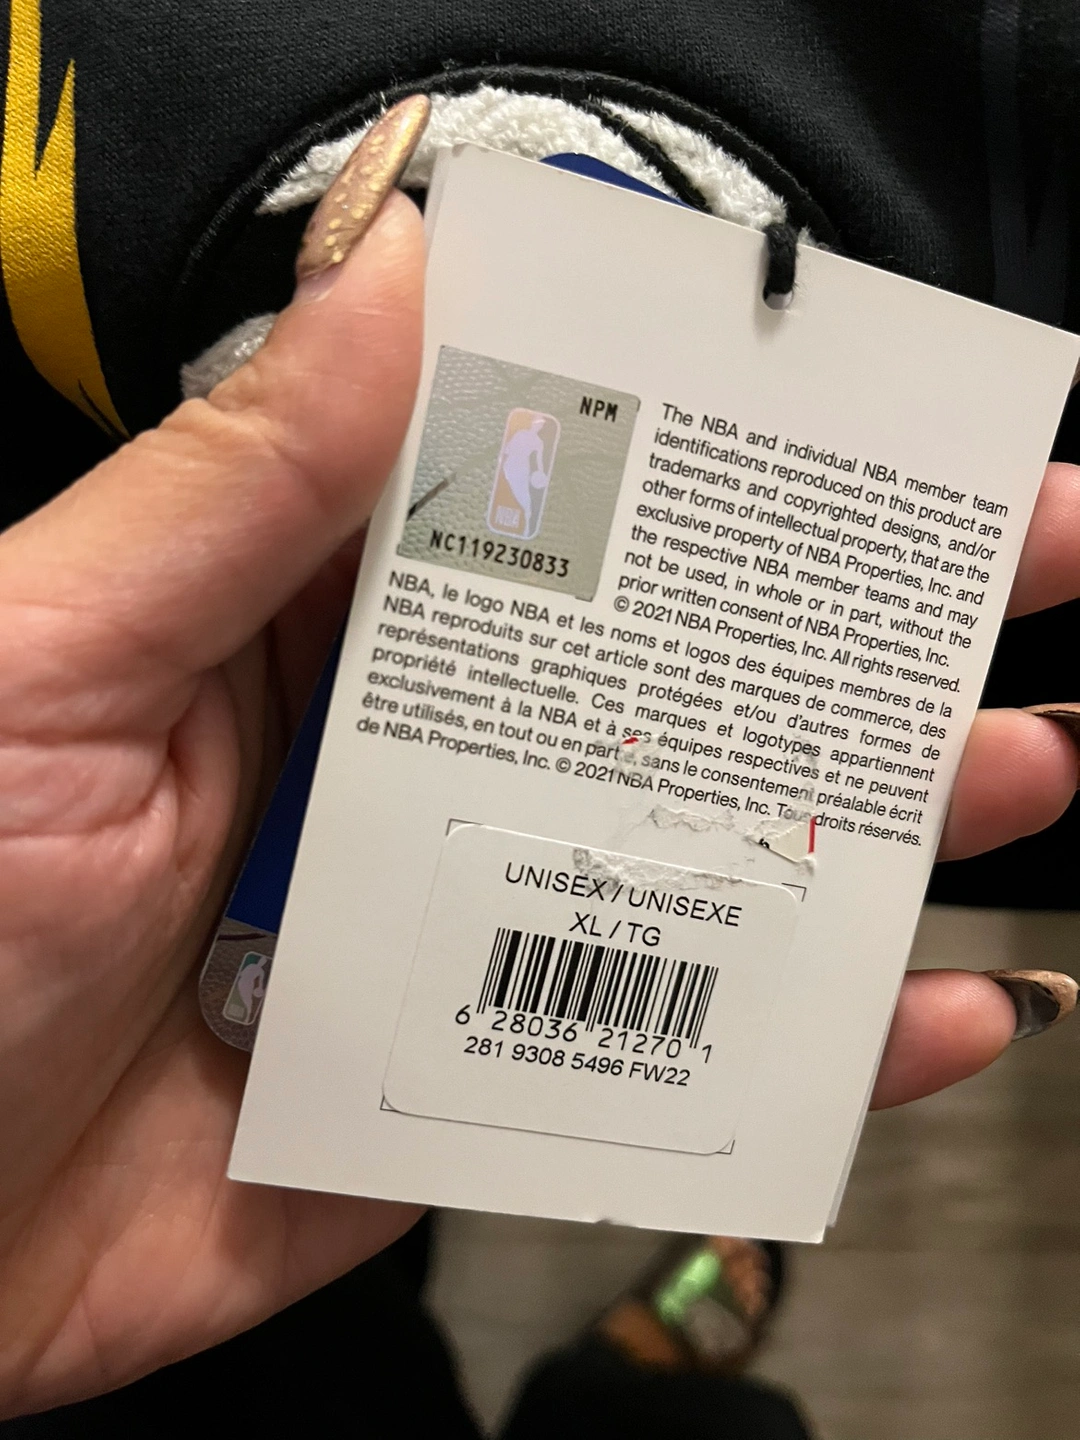 NPM
NBA
NC119230833
The NBA and individual NBA member team
identifications reproduced on this product are
trademarks and copyrighted designs, and/or
other forms of intellectual property, that are the
exclusive property of NBA Properties, Inc. and
the respective NBA member teams and may
not be used, in whole or in part, without the
prior written consent of NBA Properties, Inc.
© 2021 NBA Properties, Inc. All rights reserved.
NBA, le logo NBA et les noms et logos des équipes membres de la
NBA reproduits sur cet article sont des marques de commerce, des
représentations graphiques protégées et/ou d'autres formes de
propriété intellectuelle. Ces marques et logotypes appartiennent
exclusivement à la NBA et à ses équipes respectives et ne peuvent
être utilisés, en tout ou en partie, sans le consentement préalable écrit
de NBA Properties, Inc. © 2021 NBA Properties, Inc. Tous droits réservés.
UNISEX / UNISEXE
XL / TG
6 28036 21270 1
281 9308 5496 FW22